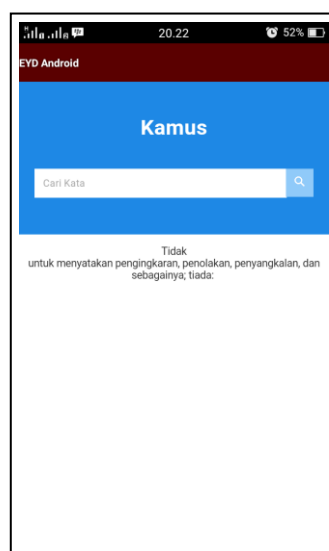 20.22
52%
EYD Android
Kamus
Cari Kata
Tidak
untuk menyatakan pengingkaran, penolakan, penyangkalan, dan
sebagainya; tiada: